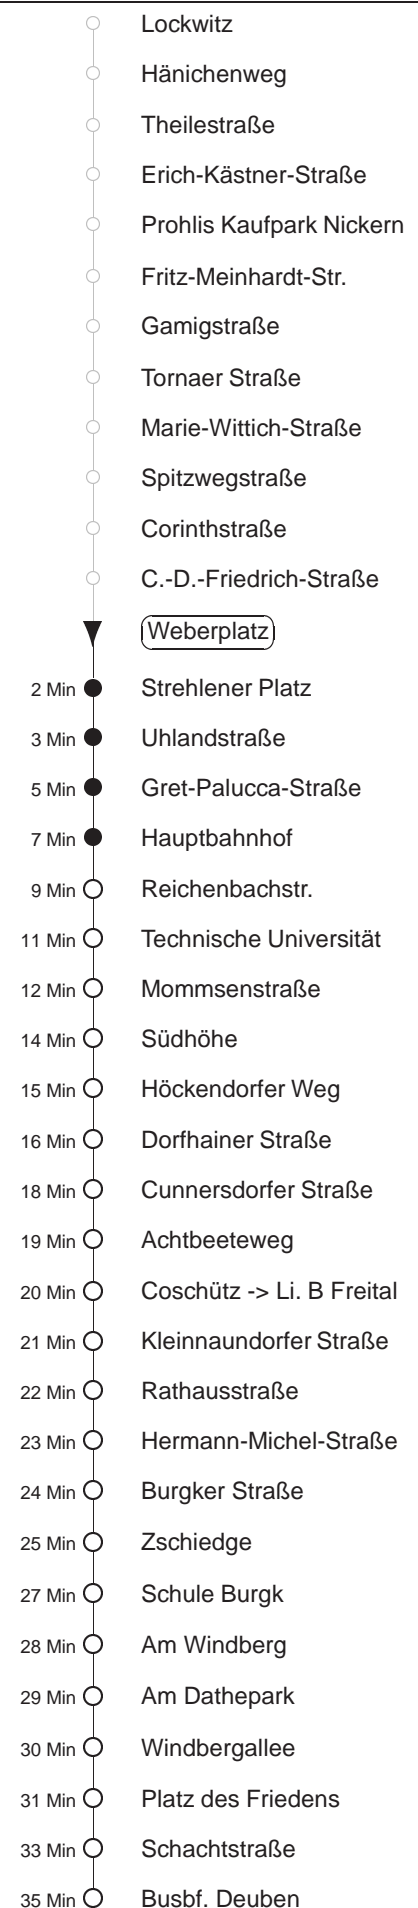 Lockwitz
Hänichenweg
Theilestraße
Erich-Kästner-Straße
Prohlis Kaufpark Nickern
Fritz-Meinhardt-Str.
Gamigstraße
Tornaer Straße
Marie-Wittich-Straße
Spitzwegstraße
Corinthstraße
C.-D.-Friedrich-Straße
Weberplatz
2 Min Strehlener Platz
3 Min Uhlandstraße
5 Min Gret-Palucca-Straße
7 Min Hauptbahnhof
9 Min Reichenbachstr.
11 Min Technische Universität
12 Min Mommsenstraße
14 Min Südhöhe
15 Min Höckendorfer Weg
16 Min Dorfhainer Straße
18 Min Cunnersdorfer Straße
19 Min Achtbeeteweg
20 Min Coschütz -> Li. B Freital
21 Min Kleinnaundorfer Straße
22 Min Rathausstraße
23 Min Hermann-Michel-Straße
24 Min Burgker Straße
25 Min Zschiedge
27 Min Schule Burgk
28 Min Am Windberg
29 Min Am Dathepark
30 Min Windbergallee
31 Min Platz des Friedens
33 Min Schachtstraße
35 Min Busbf. Deuben